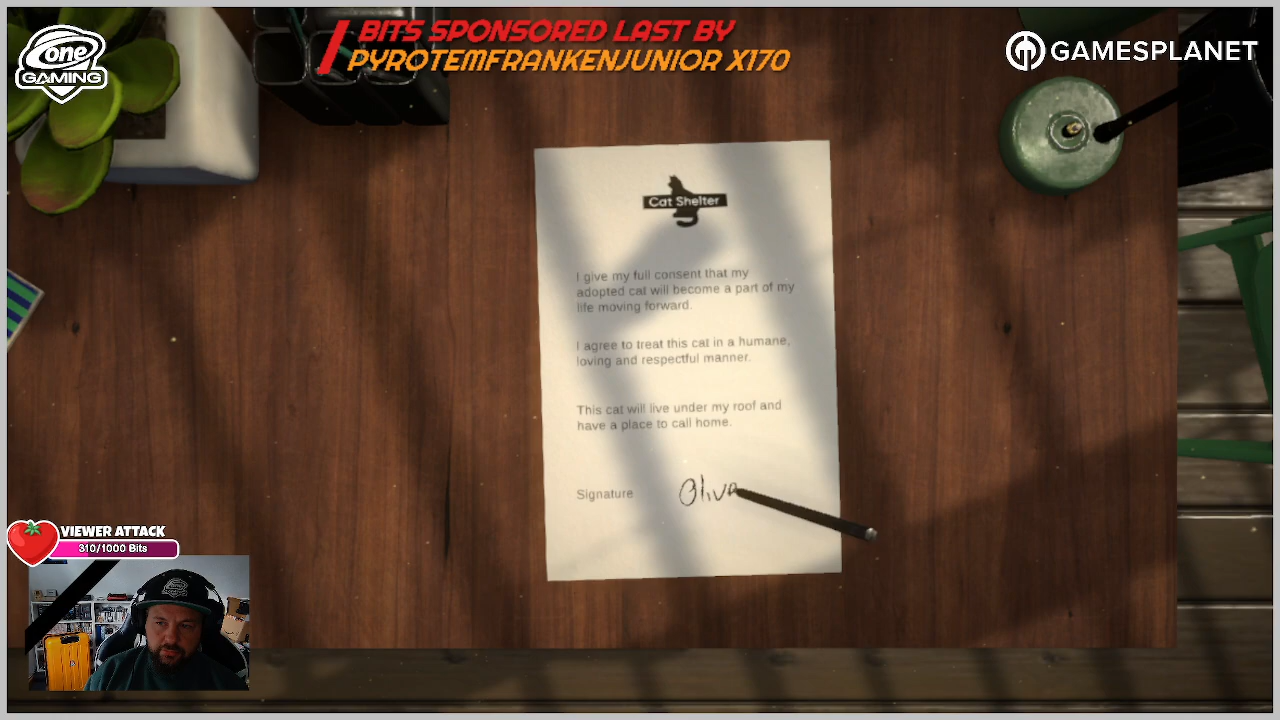 one
GAMING
BITS SPONSORED LAST BY
PYROTEMFRANKENJUNIOR X170
GAMESPLANET
Cat Shelter
I give my full consent that my
adopted cat will become a part of my
life moving forward.
I agree to treat this cat in a humane,
loving and respectful manner.
This cat will live under my roof and
have a place to call home.
Signature
Oliva
VIEWER ATTACK
310/1000 Bits